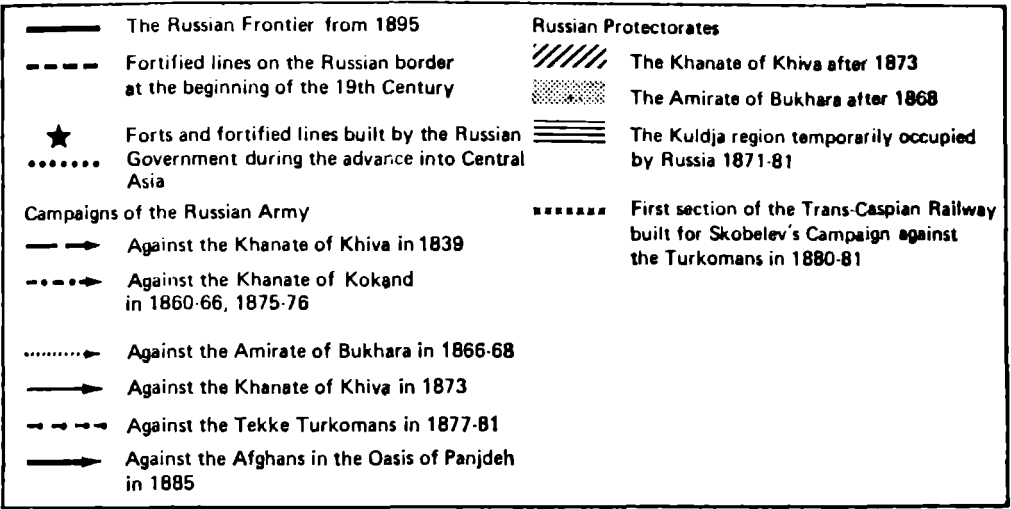 The Russian Frontier from 1895
Fortified lines on the Russian border
at the beginning of the 19th Century
Forts and fortified lines built by the Russian
Government during the advance into Central
Asia
Campaigns of the Russian Army
Against the Khanate of Khiva in 1839
Against the Khanate of Kokand
in 1860-66, 1875-76
Against the Amirate of Bukhara in 1866-68
Against the Khanate of Khiva in 1873
Against the Tekke Turkomans in 1877-81
Against the Afghans in the Oasis of Panjdeh
in 1885
Russian Protectorates
The Khanate of Khiva after 1873
The Amirate of Bukhara after 1868
The Kuldja region temporarily occupied
by Russia 1871-81
First section of the Trans-Caspian Railway
built for Skobelev's Campaign against
the Turkomans in 1880-81